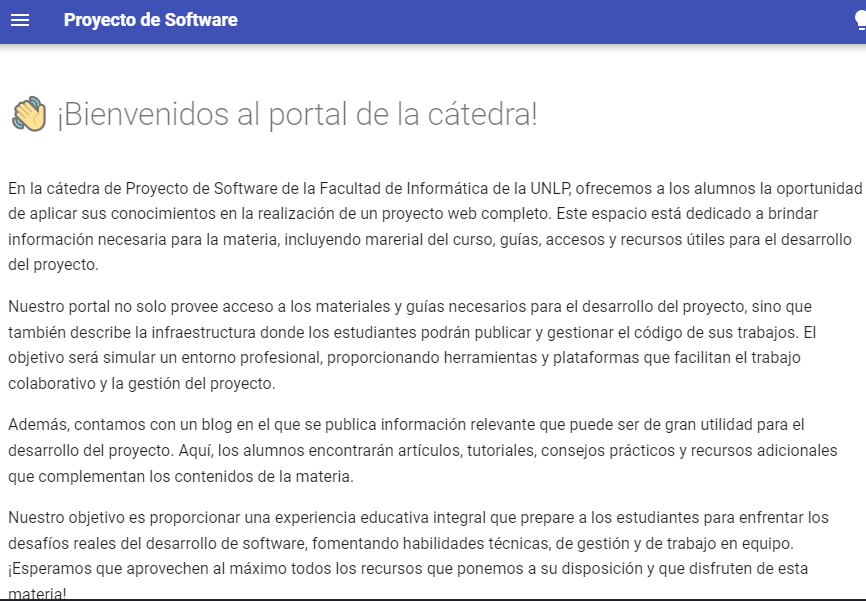 Proyecto de Software
¡Bienvenidos al portal de la cátedra!
En la cátedra de Proyecto de Software de la Facultad de Informática de la UNLP, ofrecemos a los alumnos la oportunidad
de aplicar sus conocimientos en la realización de un proyecto web completo. Este espacio está dedicado a brindar
información necesaria para la materia, incluyendo marerial del curso, guías, accesos y recursos útiles para el desarrollo
del proyecto.
Nuestro portal no solo provee acceso a los materiales y guías necesarios para el desarrollo del proyecto, sino que
también describe la infraestructura donde los estudiantes podrán publicar y gestionar el código de sus trabajos. El
objetivo será simular un entorno profesional, proporcionando herramientas y plataformas que facilitan el trabajo
colaborativo y la gestión del proyecto.
Además, contamos con un blog en el que se publica información relevante que puede ser de gran utilidad para el
desarrollo del proyecto. Aquí, los alumnos encontrarán artículos, tutoriales, consejos prácticos y recursos adicionales
que complementan los contenidos de la materia.
Nuestro objetivo es proporcionar una experiencia educativa integral que prepare a los estudiantes para enfrentar los
desafíos reales del desarrollo de software, fomentando habilidades técnicas, de gestión y de trabajo en equipo.
¡Esperamos que aprovechen al máximo todos los recursos que ponemos a su disposición y que disfruten de esta
materia!